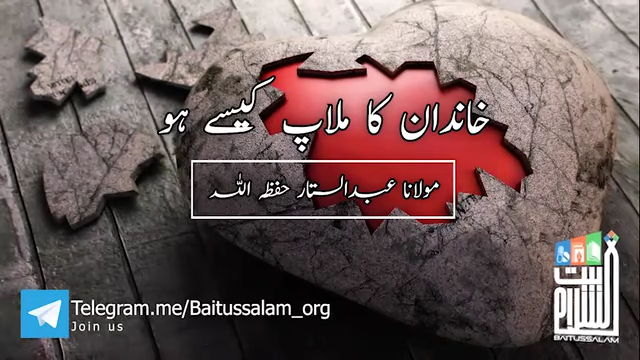 خاندان کا ملاپ کیسے ہو
مولانا عبدالستار حفظہ اللہ
بیت السلام
BAITUSSALAM
Telegram.me/Baitussalam_org
Join us